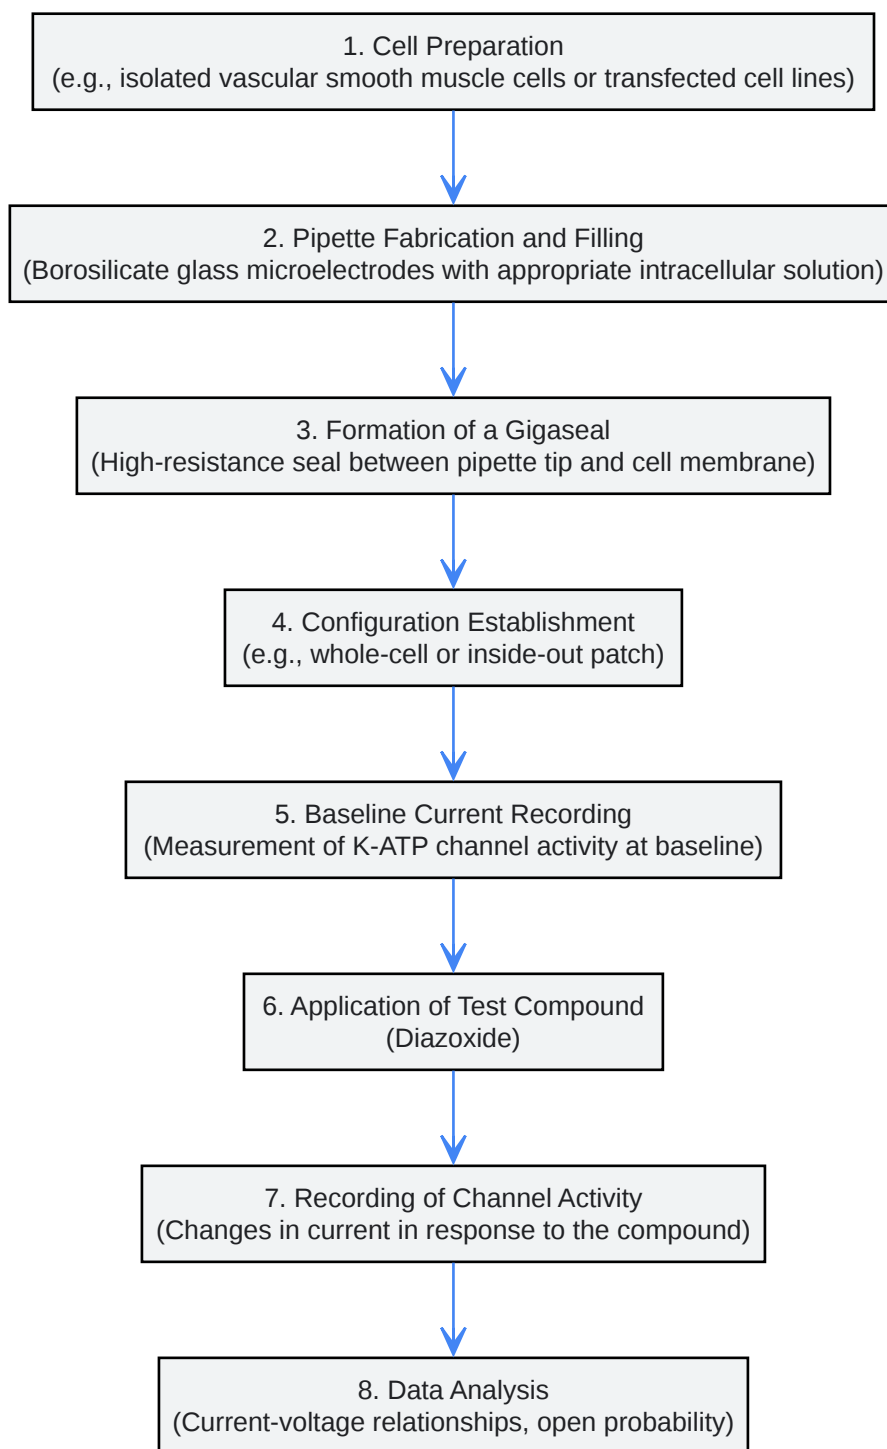 1. Cell Preparation
(e.g., isolated vascular smooth muscle cells or transfected cell lines)
2. Pipette Fabrication and Filling
(Borosilicate glass microelectrodes with appropriate intracellular solution)
3. Formation of a Gigaseal
(High-resistance seal between pipette tip and cell membrane)
4. Configuration Establishment
(e.g., whole-cell or inside-out patch)
5. Baseline Current Recording
(Measurement of K-ATP channel activity at baseline)
6. Application of Test Compound
(Diazoxide)
7. Recording of Channel Activity
(Changes in current in response to the compound)
8. Data Analysis
(Current-voltage relationships, open probability)